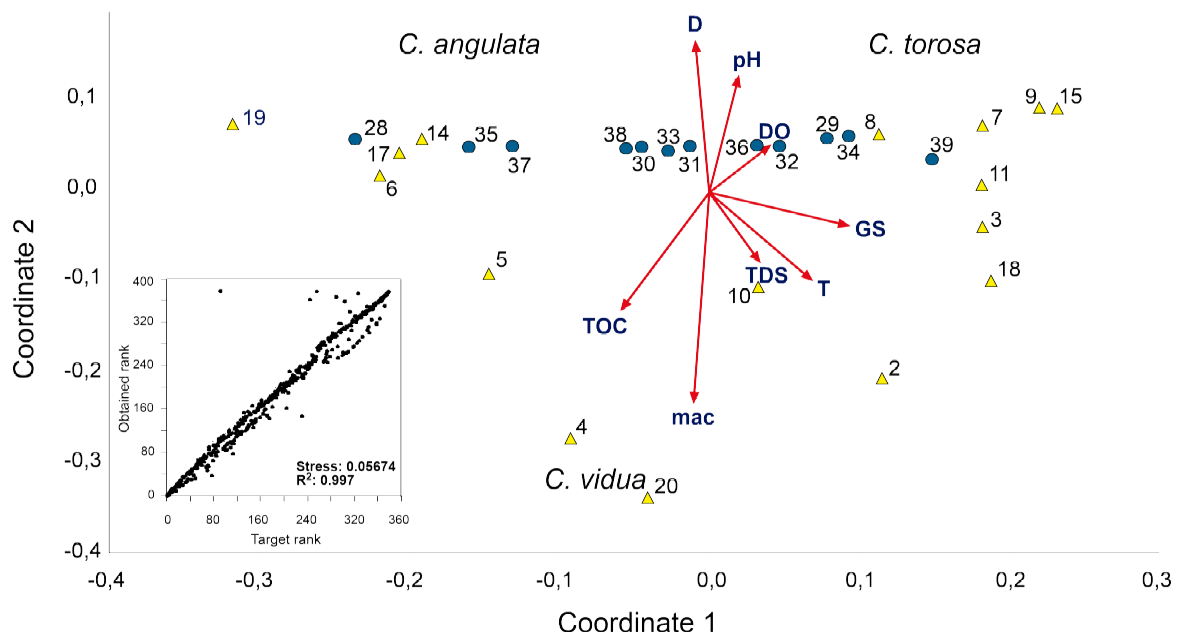 D
C. angulata
C. torosa
pH
0,1
19
28
17
14
6
35
37
38
30
33
31
36
DO
32
29
34
8
39
7
9
15
0,0
11
3
18
GS
-0,1
5
TDS
10
T
TOC
-0,2
2
mac
4
-0,3
C. vidua
20
-0,4
Coordinate 2
400
320
240
160
80
0
Obtained rank
Stress: 0.05674
R²: 0.997
0 80 160 240 320 360
Target rank
-0,4 -0,3 -0,2 -0,1 0,0 0,1 0,2 0,3
Coordinate 1